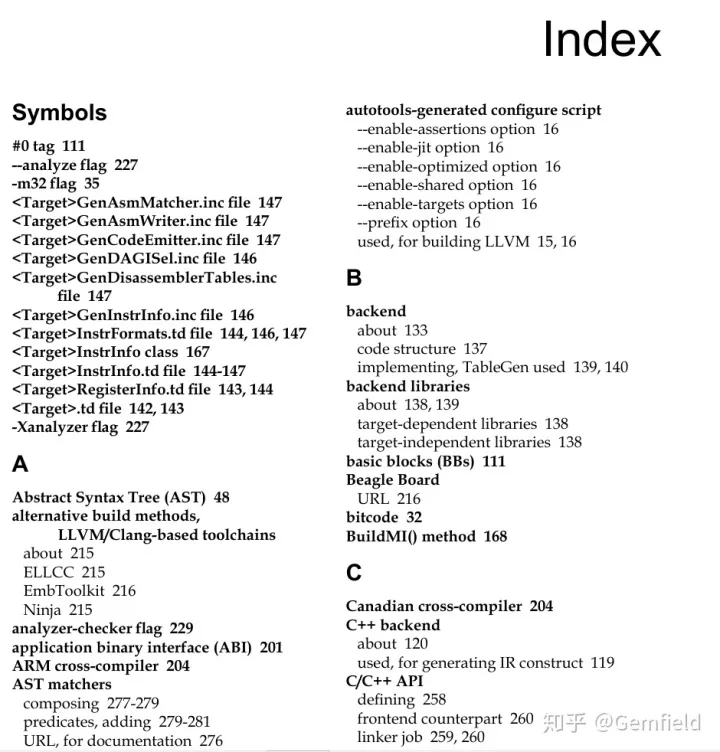 Index
Symbols
#0 tag 111
--analyze flag 227
-m32 flag 35
<Target>GenAsmMatcher.inc file 147
<Target>GenAsmWriter.inc file 147
<Target>GenCodeEmitter.inc file 147
<Target>GenDAGISel.inc file 146
<Target>GenDisassemblerTables.inc
file 147
<Target>GenInstrInfo.inc file 146
<Target>InstrFormats.td file 144, 146, 147
<Target>InstrInfo class 167
<Target>InstrInfo.td file 144-147
<Target>RegisterInfo.td file 143, 144
<Target>.td file 142, 143
-Xanalyzer flag 227
A
Abstract Syntax Tree (AST) 48
alternative build methods,
LLVM/Clang-based toolchains
about 215
ELLCC 215
EmbToolkit 216
Ninja 215
analyzer-checker flag 229
application binary interface (ABI) 201
ARM cross-compiler 204
AST matchers
composing 277-279
predicates, adding 279-281
URL, for documentation 276
autotools-generated configure script
--enable-assertions option 16
--enable-jit option 16
--enable-optimized option 16
--enable-shared option 16
--enable-targets option 16
--prefix option 16
used, for building LLVM 15, 16
B
backend
about 133
code structure 137
implementing, TableGen used 139, 140
backend libraries
about 138, 139
target-dependent libraries 138
target-independent libraries 138
basic blocks (BBs) 111
Beagle Board
URL 216
bitcode 32
BuildMI() method 168
C
Canadian cross-compiler 204
C++ backend
about 120
used, for generating IR construct 119
C/C++ API
defining 258
frontend counterpart 260
linker job 259, 260
知乎 @Gemfield